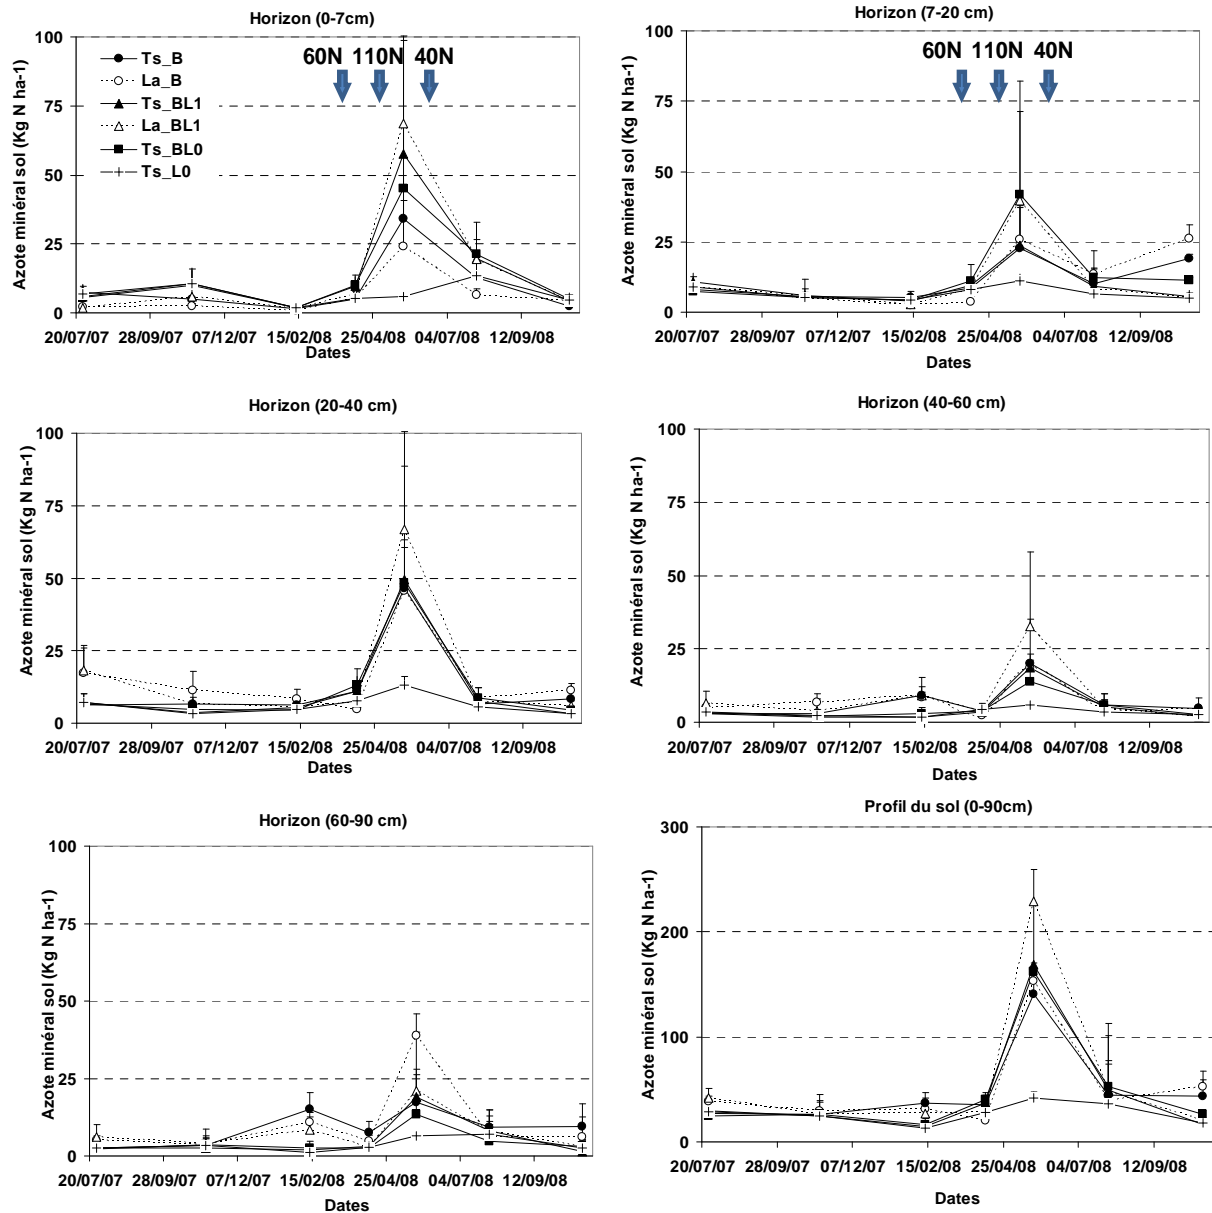 Horizon (0-7cm)
Azote minéral sol (Kg N ha-1)
100
75
50
25
0
60N 110N 40N
Ts_B
La_B
Ts_BL1
La_BL1
Ts_BL0
Ts_L0
20/07/07 28/09/07 07/12/07 15/02/08 25/04/08 04/07/08 12/09/08
Dates
Horizon (7-20 cm)
Azote minéral sol (Kg N ha-1)
100
75
50
25
0
60N 110N 40N
20/07/07 28/09/07 07/12/07 15/02/08 25/04/08 04/07/08 12/09/08
Dates
Horizon (20-40 cm)
Azote minéral sol (Kg N ha-1)
100
75
50
25
0
20/07/07 28/09/07 07/12/07 15/02/08 25/04/08 04/07/08 12/09/08
Dates
Horizon (40-60 cm)
Azote minéral sol (Kg N ha-1)
100
75
50
25
0
20/07/07 28/09/07 07/12/07 15/02/08 25/04/08 04/07/08 12/09/08
Dates
Horizon (60-90 cm)
Azote minéral sol (Kg N ha-1)
100
75
50
25
0
20/07/07 28/09/07 07/12/07 15/02/08 25/04/08 04/07/08 12/09/08
Dates
Profil du sol (0-90cm)
Azote minéral sol (Kg N ha-1)
300
200
100
0
20/07/07 28/09/07 07/12/07 15/02/08 25/04/08 04/07/08 12/09/08
Dates